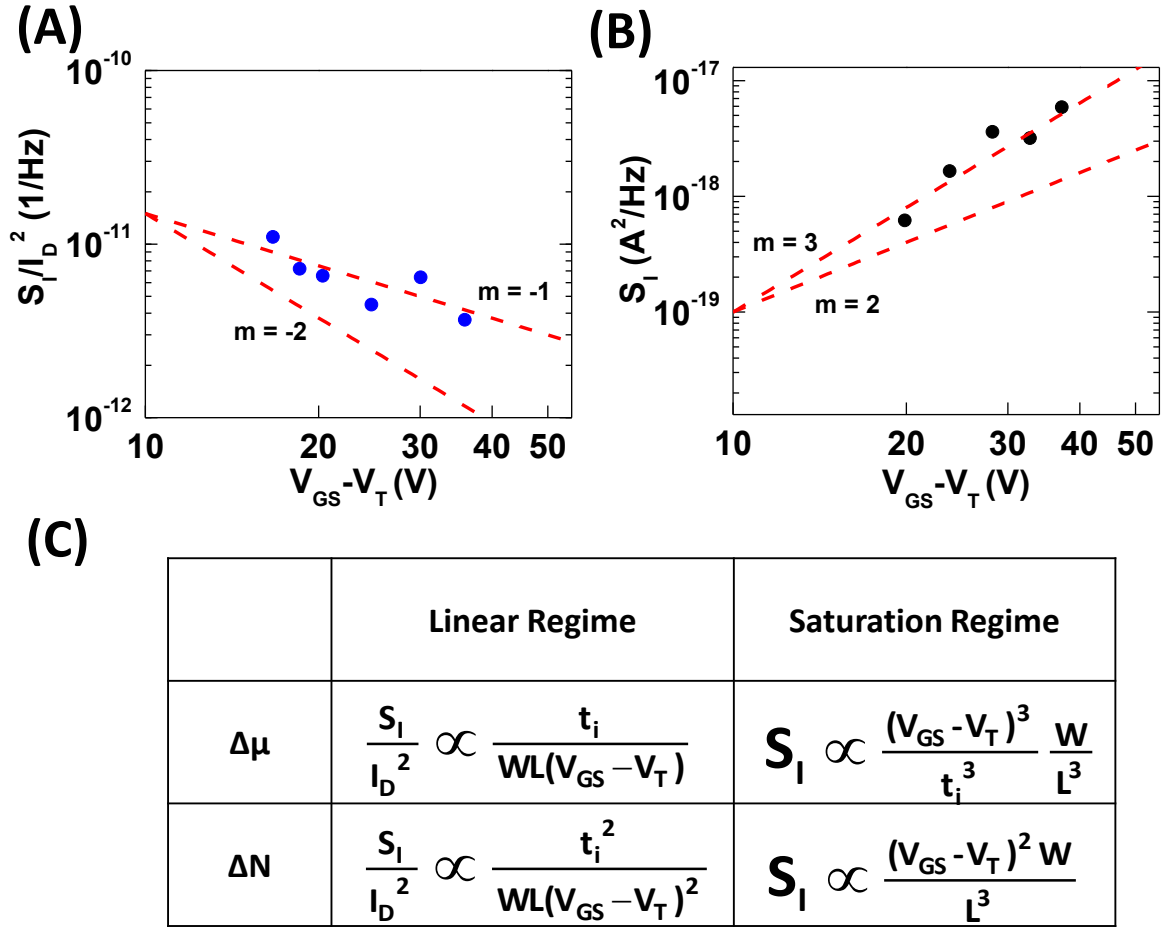 (A)
S_I/I_D^2 (1/Hz)
10^-10
10^-11
10^-12
m = -1
m = -2
10 20 30 40 50
V_GS-V_T (V)
(B)
S_I (A^2/Hz)
10^-17
10^-18
10^-19
m = 3
m = 2
10 20 30 40 50
V_GS-V_T (V)
(C)
Linear Regime
Saturation Regime
Δμ
S_I/I_D^2 ∝ t_i/WL(V_GS – V_T)
S_I ∝ (V_GS - V_T)^3/t_i^3 W/L^3
ΔN
S_I/I_D^2 ∝ t_i^2/WL(V_GS – V_T)^2
S_I ∝ (V_GS - V_T)^2 W/L^3